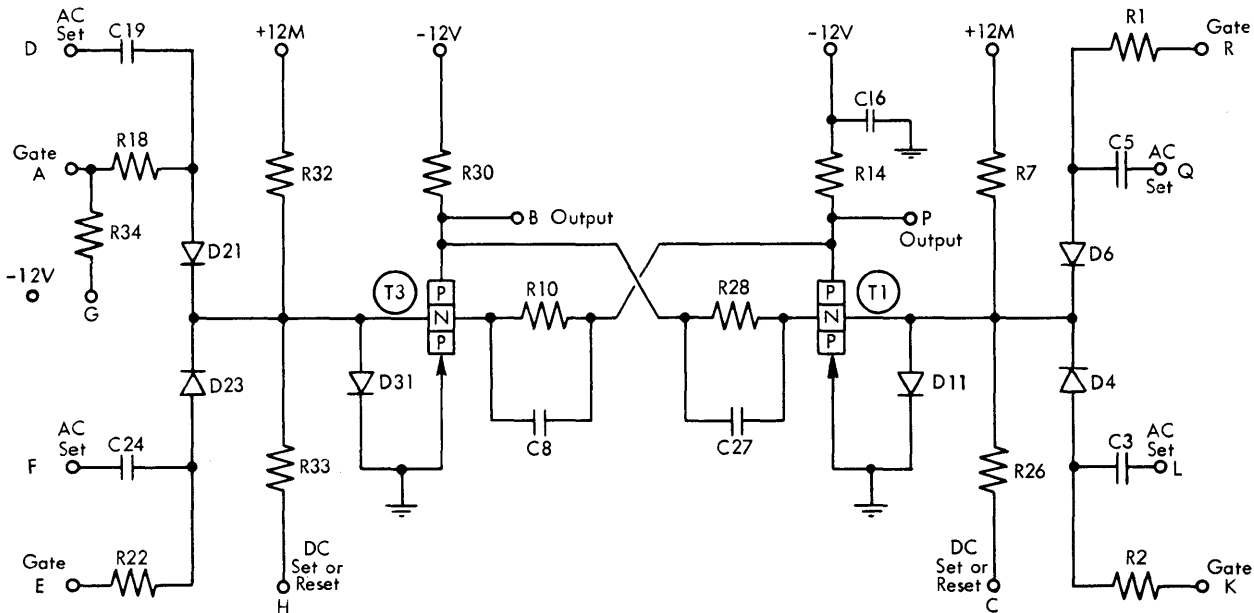 AC
Set
D
C19
+12M
-12V
-12V
+12M
R1
Gate
R
C16
Gate
A
R18
R32
R30
R14
R7
C5
AC
Set
Q
R34
B Output
P
Output
D21
D6
-12V
G
T3
P
N
P
R10
R28
P
N
P
T1
D23
D31
D11
D4
AC
Set
F
C24
C8
C27
C3
AC
Set
L
R33
R26
Gate
E
R22
DC
Set or
Reset
H
DC
Set or
Reset
C
R2
Gate
K